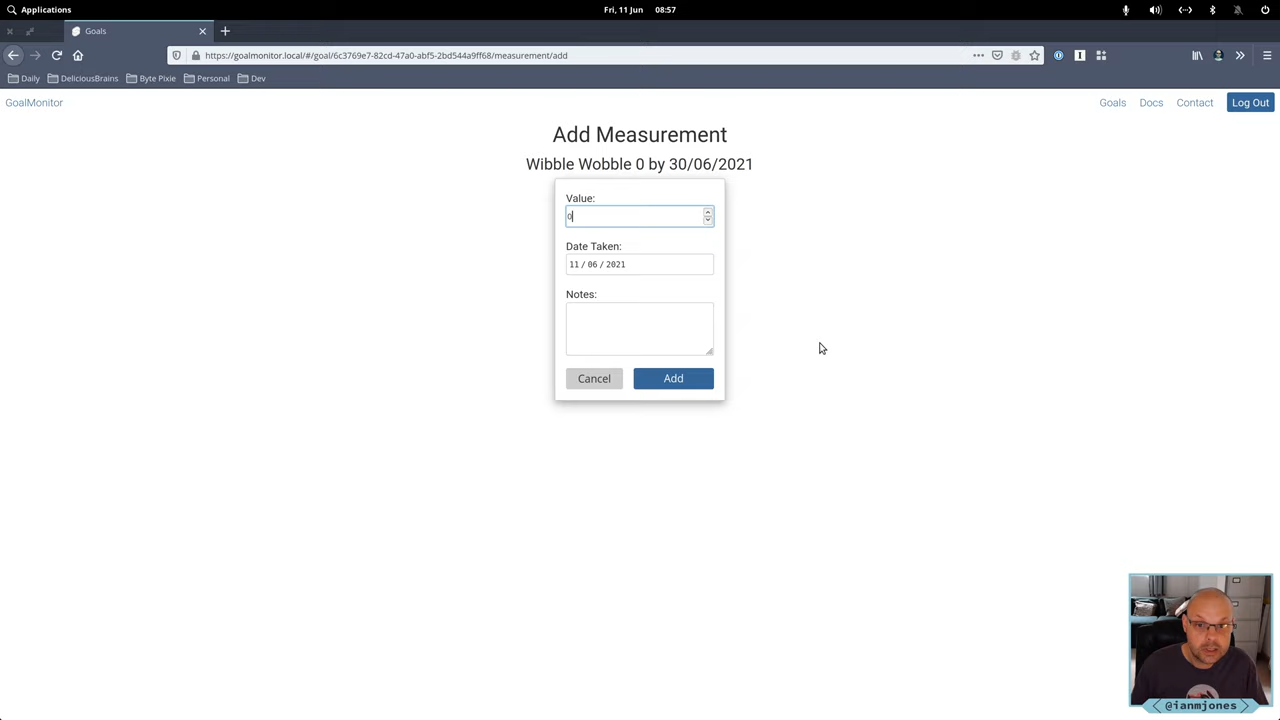 Applications
Fri, 11 Jun 08:57
Goals
https://goalmonitor.local/#/goal/6c3769e7-82cd-47a0-abf5-2bd544a9ff68/measurement/add
Daily DeliciousBrains Byte Pixie Personal Dev
GoalMonitor
Goals Docs Contact Log Out
Add Measurement
Wibble Wobble 0 by 30/06/2021
Value:
0
Date Taken:
11 / 06 / 2021
Notes:
Cancel Add
@ianmjones